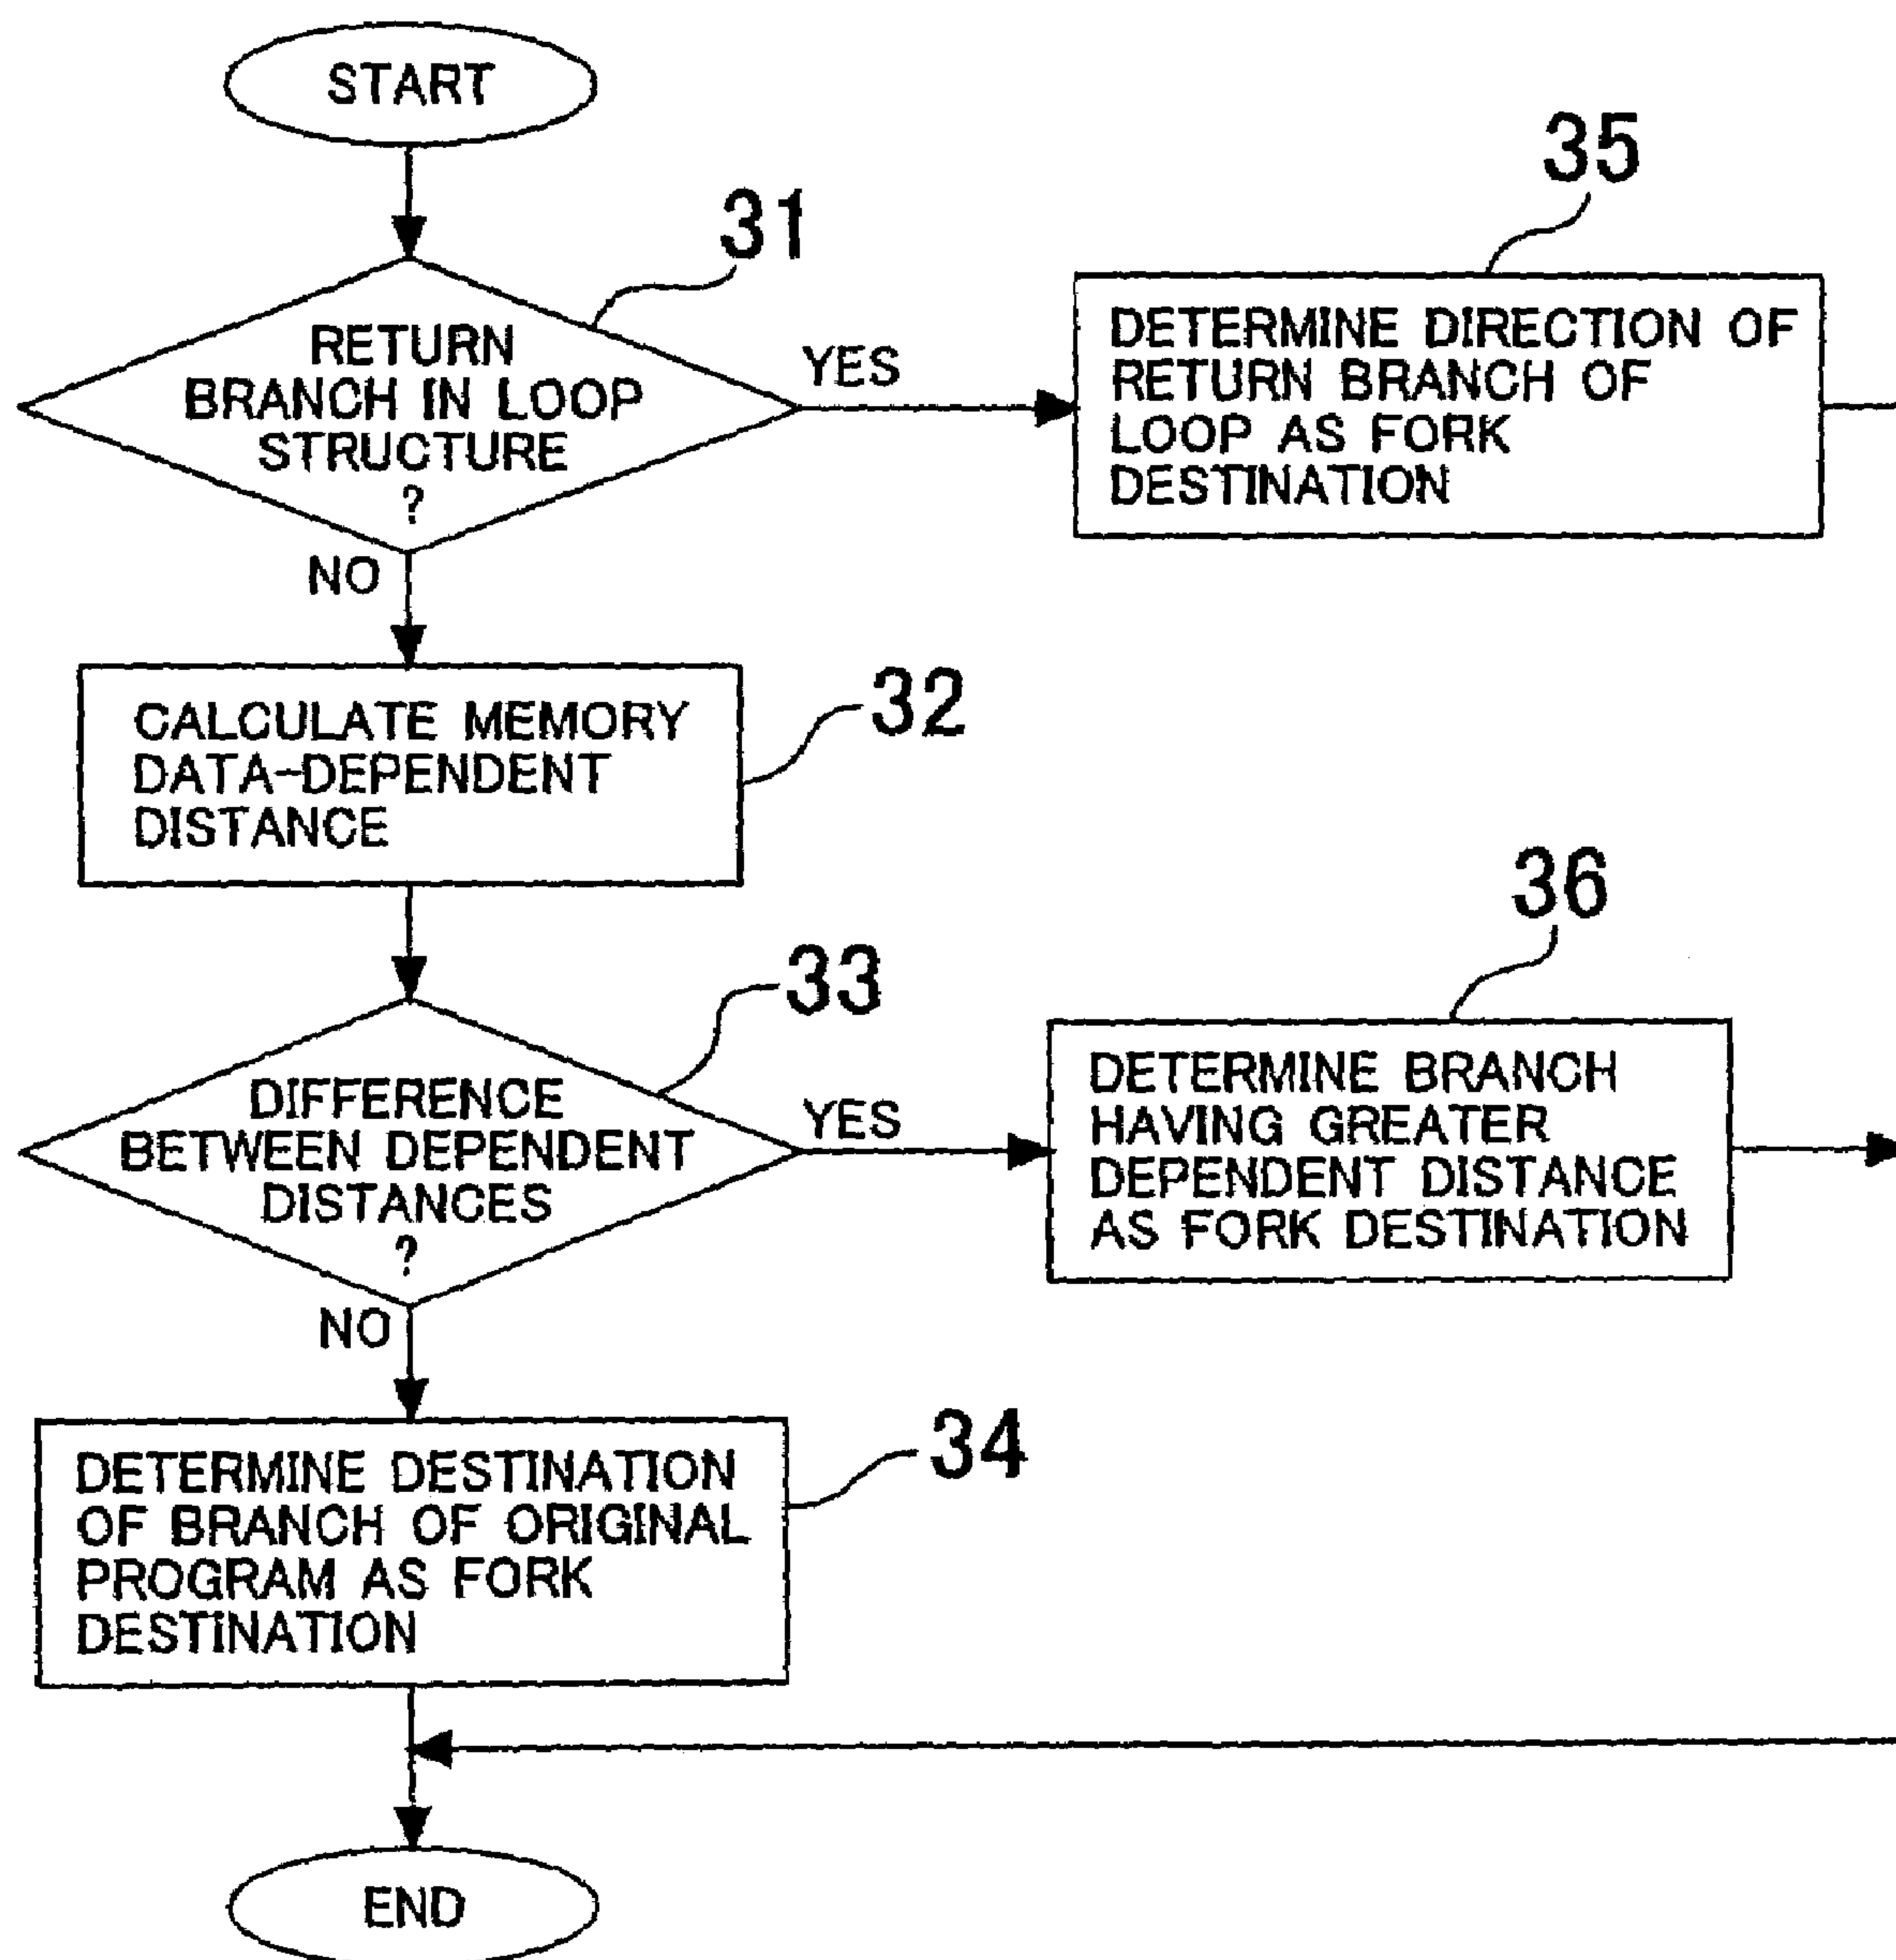 START
31
RETURN
BRANCH IN LOOP
STRUCTURE
?
YES
NO
35
DETERMINE DIRECTION OF
RETURN BRANCH OF
LOOP AS FORK
DESTINATION
32
CALCULATE MEMORY
DATA-DEPENDENT
DISTANCE
33
DIFFERENCE
BETWEEN DEPENDENT
DISTANCES
?
YES
NO
36
DETERMINE BRANCH
HAVING GREATER
DEPENDENT DISTANCE
AS FORK DESTINATION
34
DETERMINE DESTINATION
OF BRANCH OF ORIGINAL
PROGRAM AS FORK
DESTINATION
END